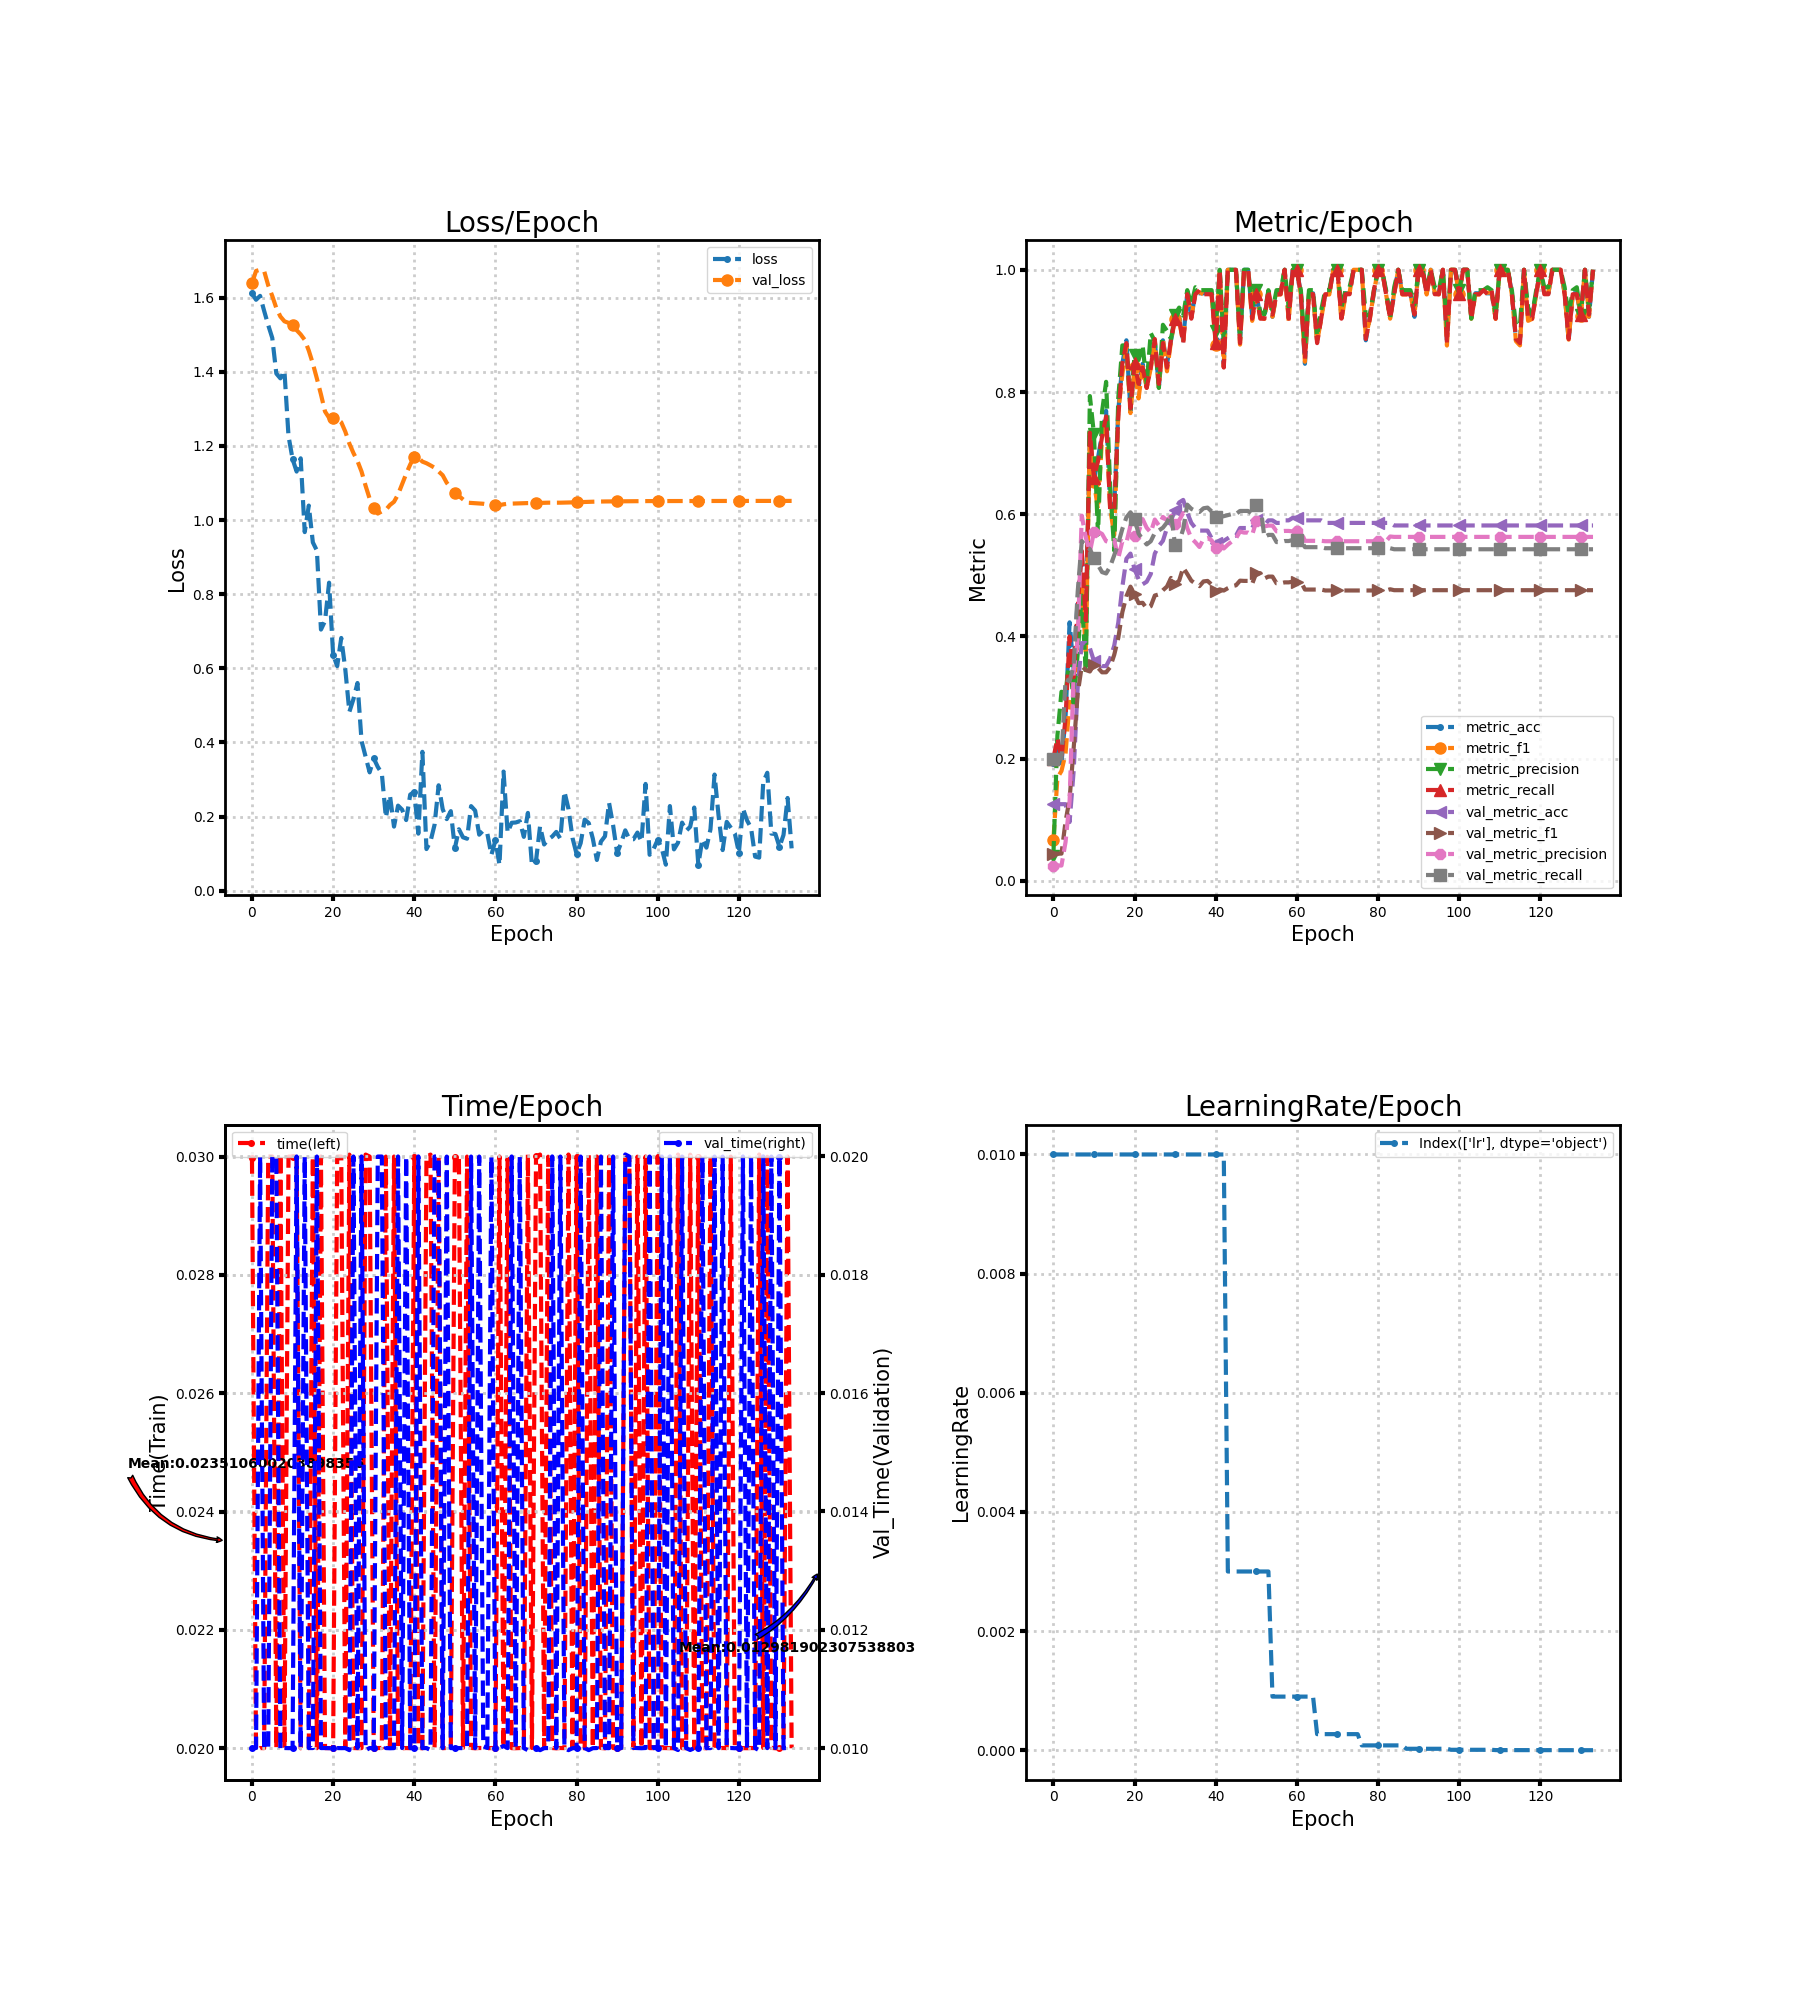 Loss/Epoch
loss
val_loss
Loss
1.6
1.4
1.2
1.0
0.8
0.6
0.4
0.2
0.0
0 20 40 60 80 100 120
Epoch
Metric/Epoch
Metric
1.0
0.8
0.6
0.4
0.2
0.0
metric_acc
metric_f1
metric_precision
metric_recall
val_metric_acc
val_metric_f1
val_metric_precision
val_metric_recall
0 20 40 60 80 100 120
Epoch
Time/Epoch
time(left)
val_time(right)
Time(Train)
0.030
0.028
0.026
0.024
0.022
0.020
Val_Time(Validation)
0.020
0.018
0.016
0.014
0.012
0.010
Mean:0.012981902307538803
0 20 40 60 80 100 120
Epoch
LearningRate/Epoch
Index(['lr'], dtype='object')
LearningRate
0.010
0.008
0.006
0.004
0.002
0.000
0 20 40 60 80 100 120
Epoch